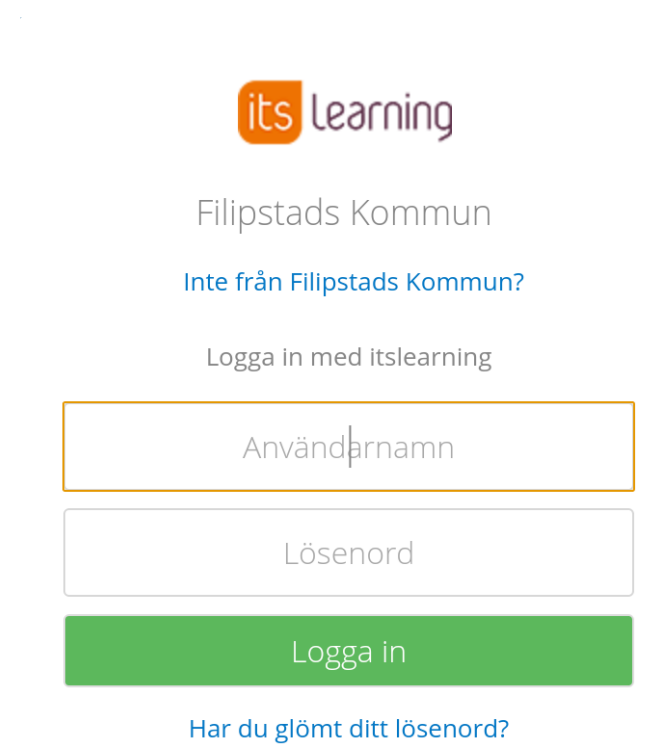 its learning
Filipstads Kommun
Inte från Filipstads Kommun?
Logga in med itslearning
Användarnamn
Lösenord
Logga in
Har du glömt ditt lösenord?